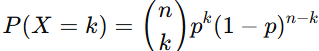 P(X = k) = \binom{n}{k} p^k (1 − p)^{n−k}